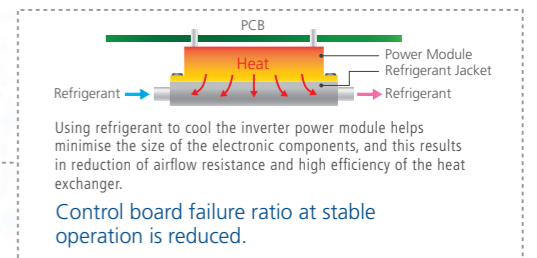 PCB
Heat
Power Module
Refrigerant Jacket
Refrigerant
Refrigerant
Using refrigerant to cool the inverter power module helps
minimise the size of the electronic components, and this results
in reduction of airflow resistance and high efficiency of the heat
exchanger.
Control board failure ratio at stable
operation is reduced.